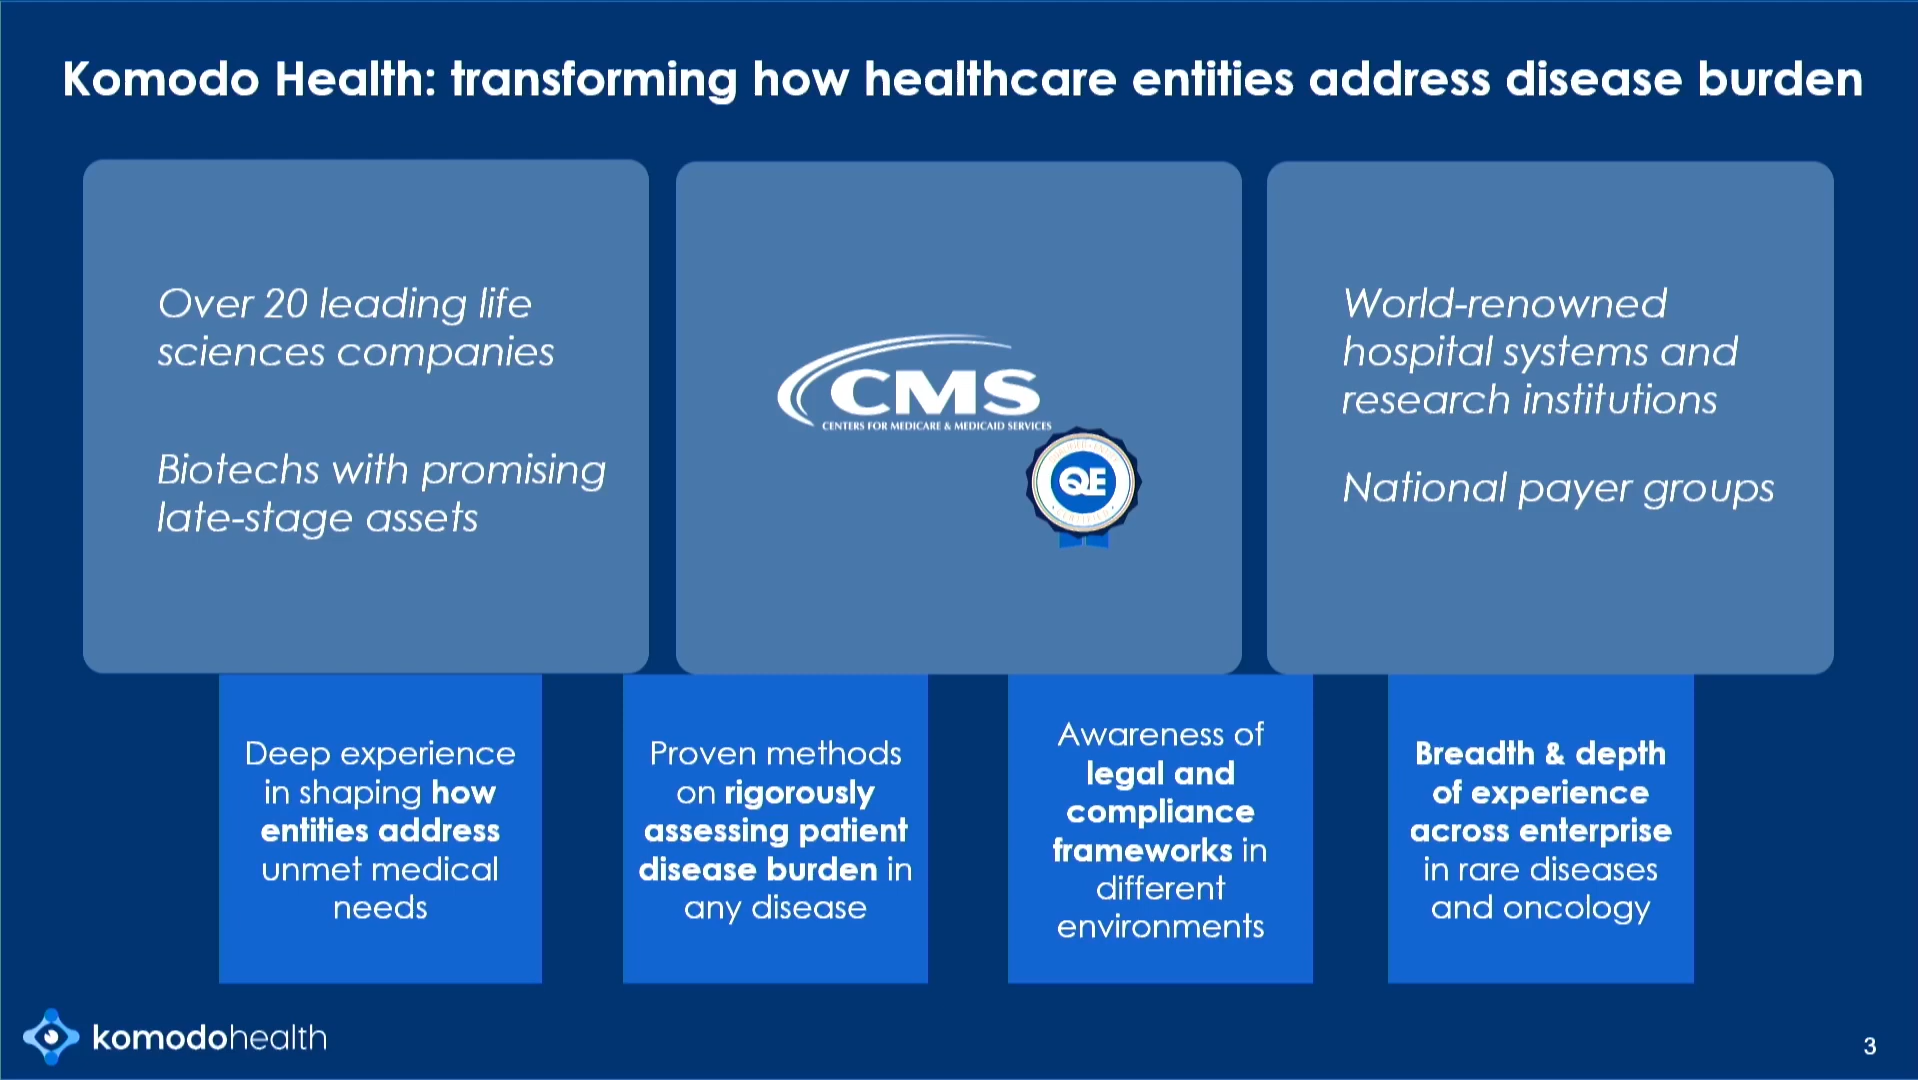 Komodo Health: transforming how healthcare entities address disease burden
Over 20 leading life
sciences companies
Biotechs with promising
late-stage assets
CMS
CENTERS FOR MEDICARE & MEDICAID SERVICES
QE
CERTIFIED
World-renowned
hospital systems and
research institutions
National payer groups
Deep experience
in shaping how
entities address
unmet medical
needs
Proven methods
on rigorously
assessing patient
disease burden in
any disease
Awareness of
legal and
compliance
frameworks in
different
environments
Breadth & depth
of experience
across enterprise
in rare diseases
and oncology
komodohealth
3